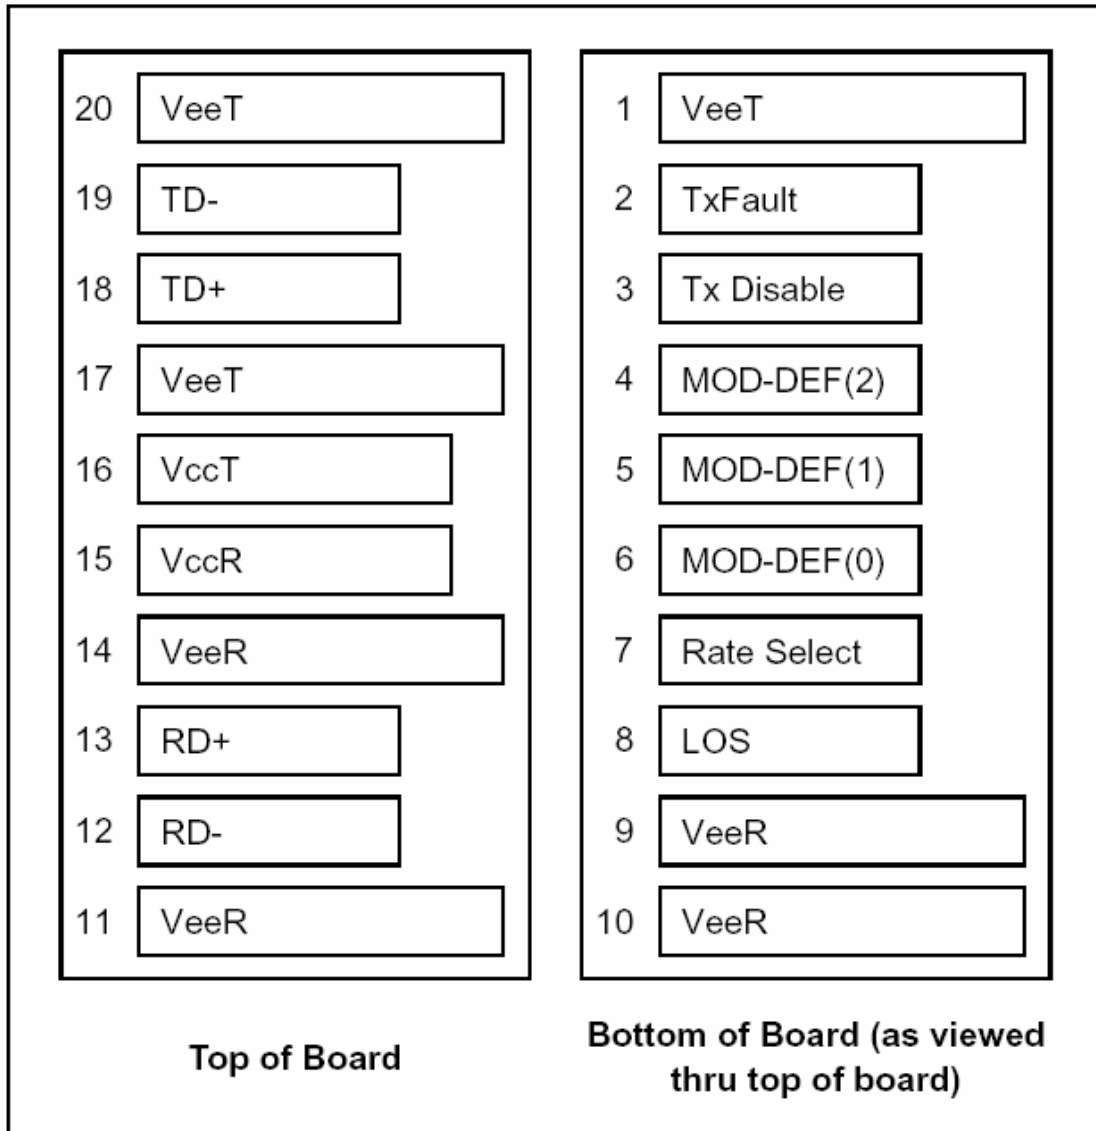 20 VeeT
19 TD-
18 TD+
17 VeeT
16 VccT
15 VccR
14 VeeR
13 RD+
12 RD-
11 VeeR
Top of Board
1 VeeT
2 TxFault
3 Tx Disable
4 MOD-DEF(2)
5 MOD-DEF(1)
6 MOD-DEF(0)
7 Rate Select
8 LOS
9 VeeR
10 VeeR
Bottom of Board (as viewed
thru top of board)